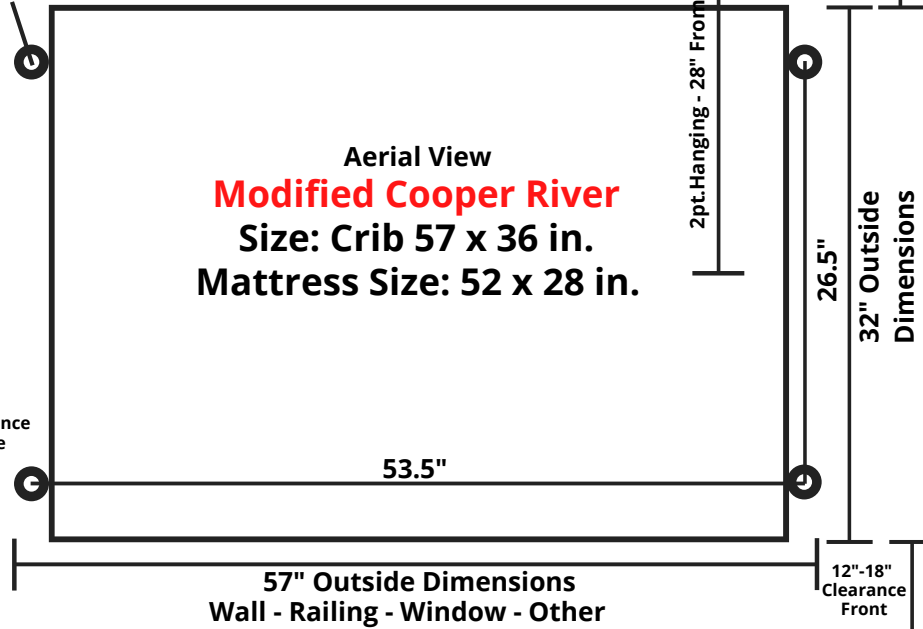 2pt.Hanging - 28" From
Aerial View
Modified Cooper River
Size: Crib 57 x 36 in.
Mattress Size: 52 x 28 in.
26.5"
32" Outside
Dimensions
53.5"
57" Outside Dimensions
Wall - Railing - Window - Other
12"-18"
Clearance
Front